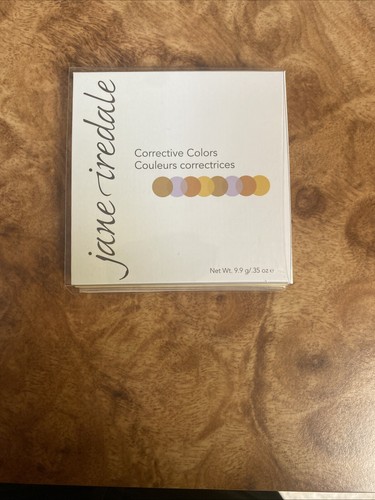 jane iredale
Corrective Colors
Couleurs correctrices
Net Wt. 9.9 g/.35 oz e